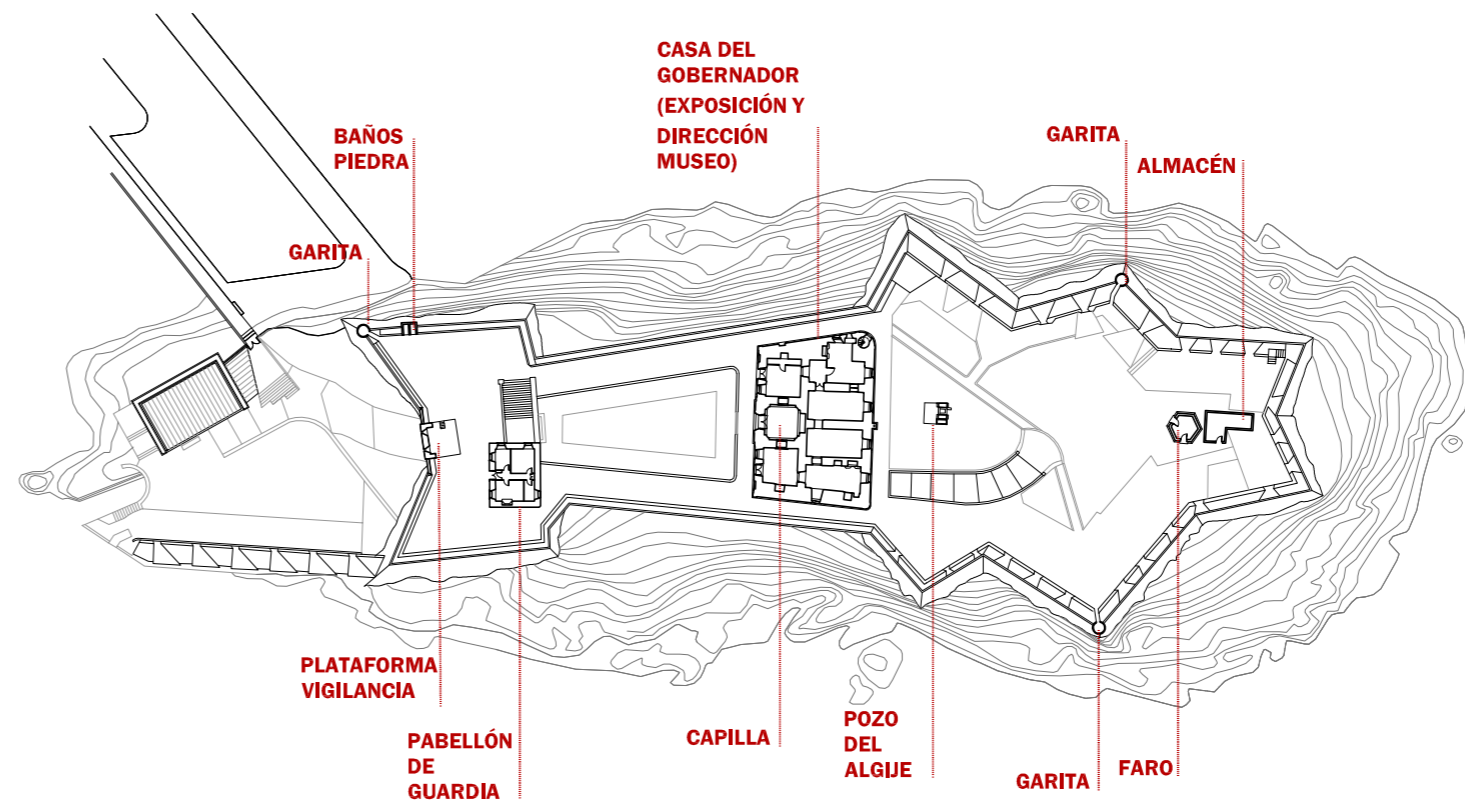 CASA DEL
GOBERNADOR
(EXPOSICIÓN Y
DIRECCIÓN
MUSEO)
BAÑOS
PIEDRA
GARITA
GARITA
ALMACÉN
PLATAFORMA
VIGILANCIA
PABELLÓN
DE
GUARDIA
CAPILLA
POZO
DEL
ALGIJE
GARITA
FARO